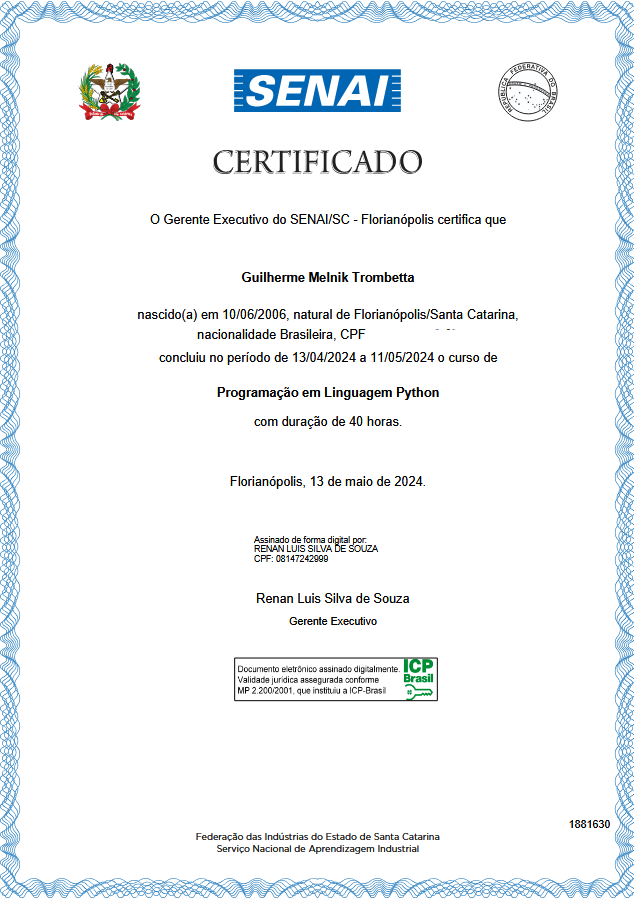 SENAI
REPÚBLICA FEDERATIVA DO BRASIL
CERTIFICADO
O Gerente Executivo do SENAI/SC - Florianópolis certifica que
Guilherme Melnik Trombetta
nascido(a) em 10/06/2006, natural de Florianópolis/Santa Catarina,
nacionalidade Brasileira, CPF
concluiu no período de 13/04/2024 a 11/05/2024 o curso de
Programação em Linguagem Python
com duração de 40 horas.
Florianópolis, 13 de maio de 2024.
Assinado de forma digital por:
RENAN LUIS SILVA DE SOUZA
CPF: 08147242999
Renan Luis Silva de Souza
Gerente Executivo
Documento eletrônico assinado digitalmente.
Validade jurídica assegurada conforme
MP 2.200/2001, que instituiu a ICP-Brasil
ICP
Brasil
1881630
Federação das Indústrias do Estado de Santa Catarina
Serviço Nacional de Aprendizagem Industrial